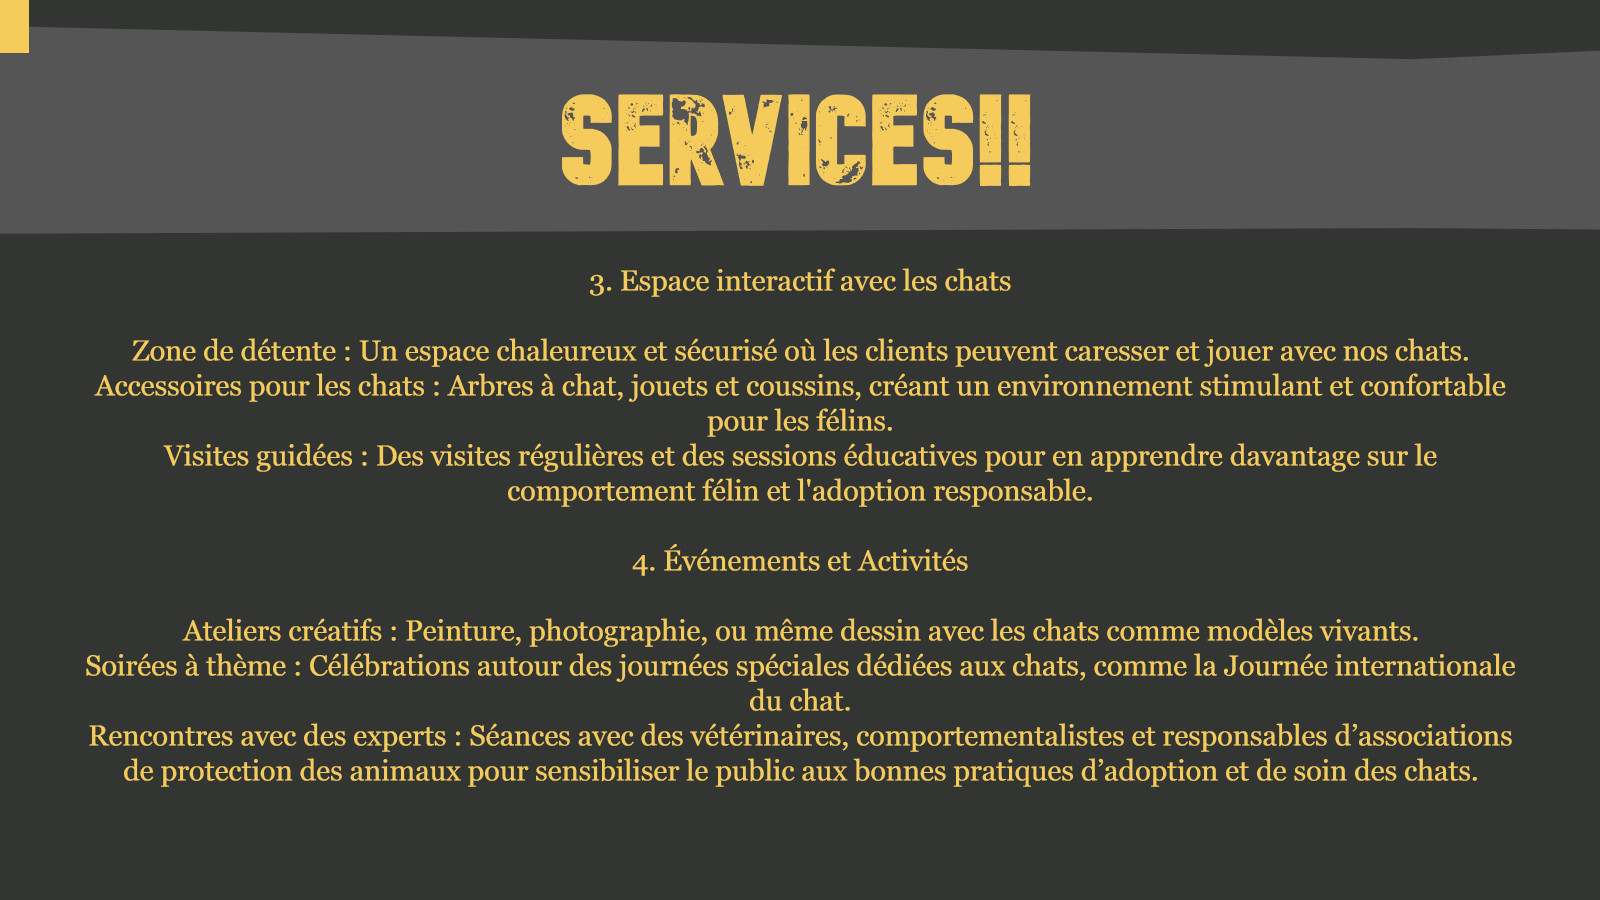 SERVICES!!
3. Espace interactif avec les chats
Zone de détente : Un espace chaleureux et sécurisé où les clients peuvent caresser et jouer avec nos chats.
Accessoires pour les chats : Arbres à chat, jouets et coussins, créant un environnement stimulant et confortable
pour les félins.
Visites guidées : Des visites régulières et des sessions éducatives pour en apprendre davantage sur le
comportement félin et l'adoption responsable.
4. Événements et Activités
Ateliers créatifs : Peinture, photographie, ou même dessin avec les chats comme modèles vivants.
Soirées à thème : Célébrations autour des journées spéciales dédiées aux chats, comme la Journée internationale
du chat.
Rencontres avec des experts : Séances avec des vétérinaires, comportementalistes et responsables d’associations
de protection des animaux pour sensibiliser le public aux bonnes pratiques d’adoption et de soin des chats.